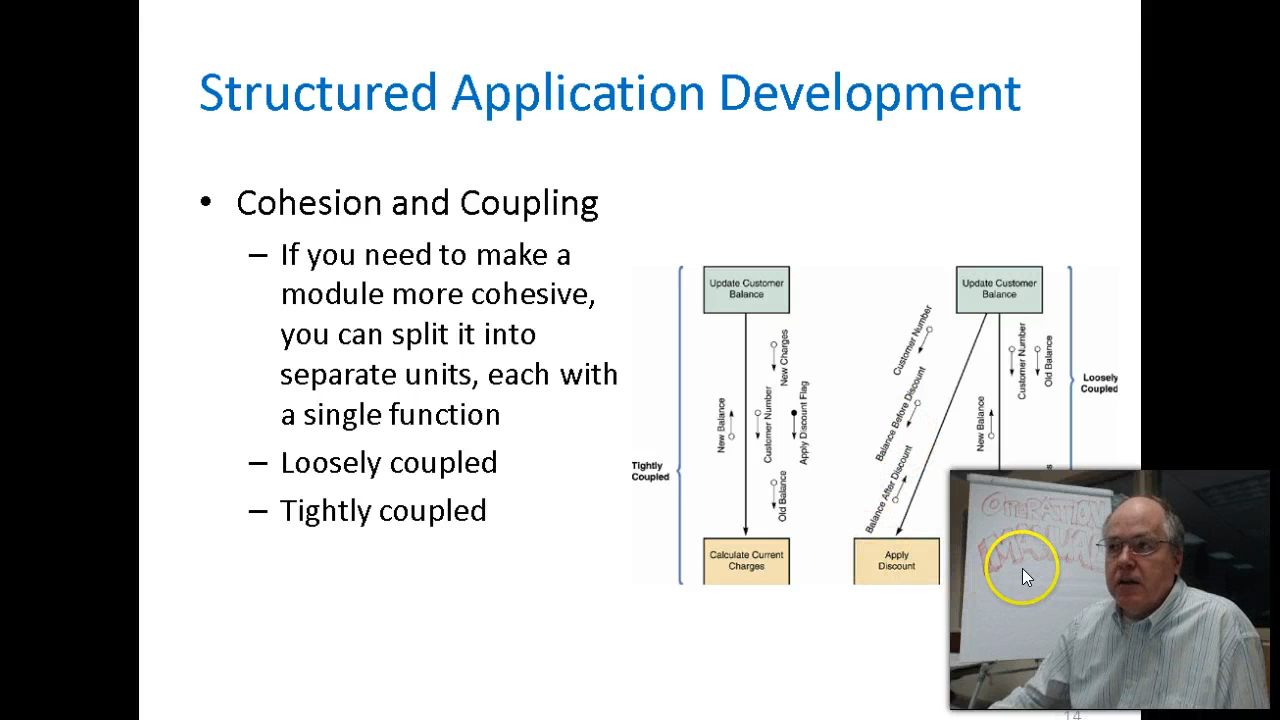 Structured Application Development
• Cohesion and Coupling
– If you need to make a
module more cohesive,
you can split it into
separate units, each with
a single function
– Loosely coupled
– Tightly coupled
Tightly
Coupled
Update Customer
Balance
New Balance
Customer Number
New Charges
Apply Discount Flag
Old Balance
Calculate Current
Charges
Update Customer
Balance
Customer Number
Balance Before Discount
Balance After Discount
New Balance
Customer Number
Old Balance
Apply
Discount
Loosely
Coupled
OPERATION
MANUAL
14